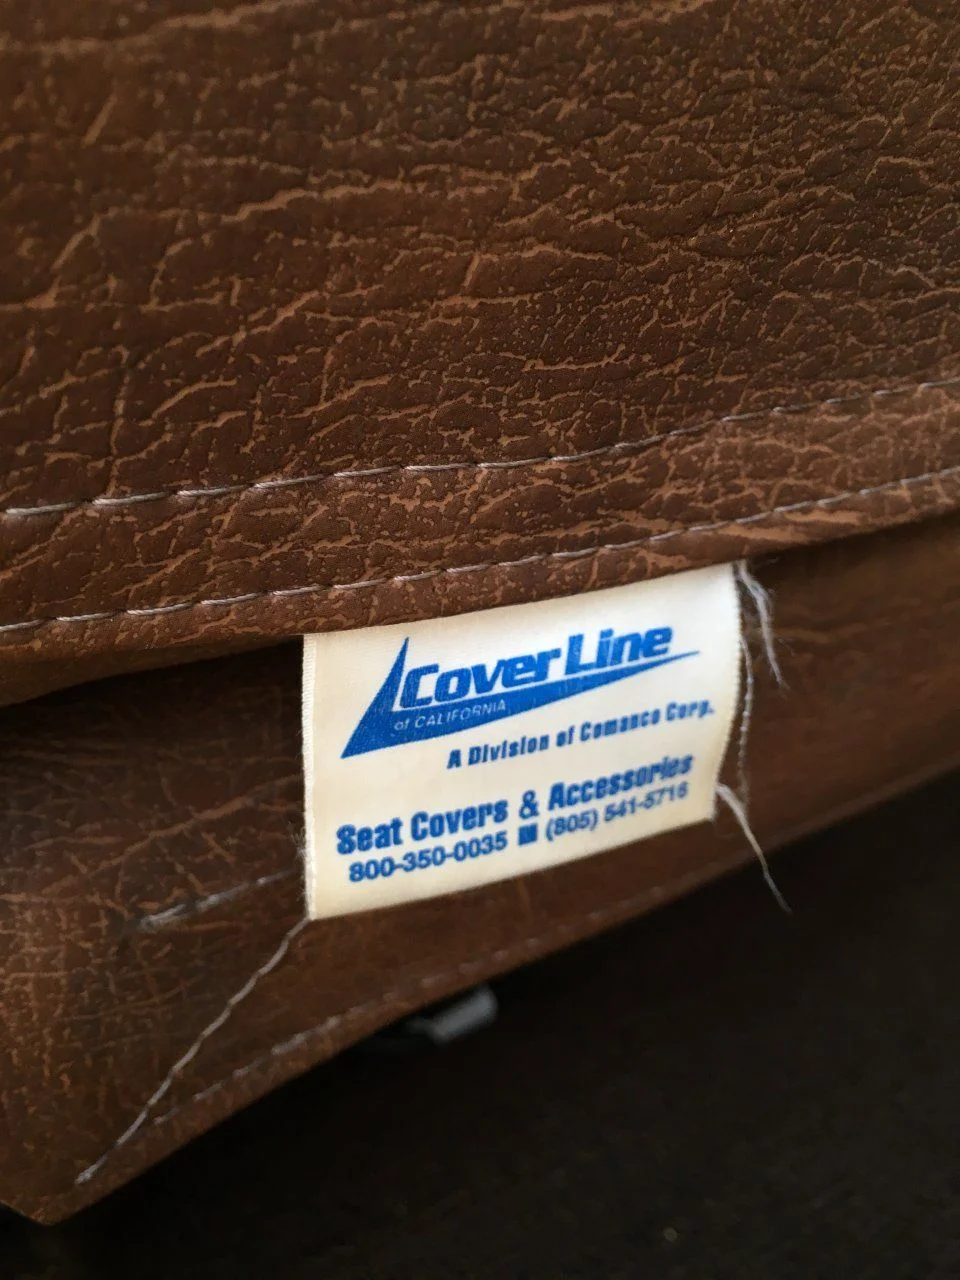 Cover Line
of CALIFORNIA
A Division of Comanco Corp.
Seat Covers & Accessories
800-350-0035 ■ (805) 541-5716